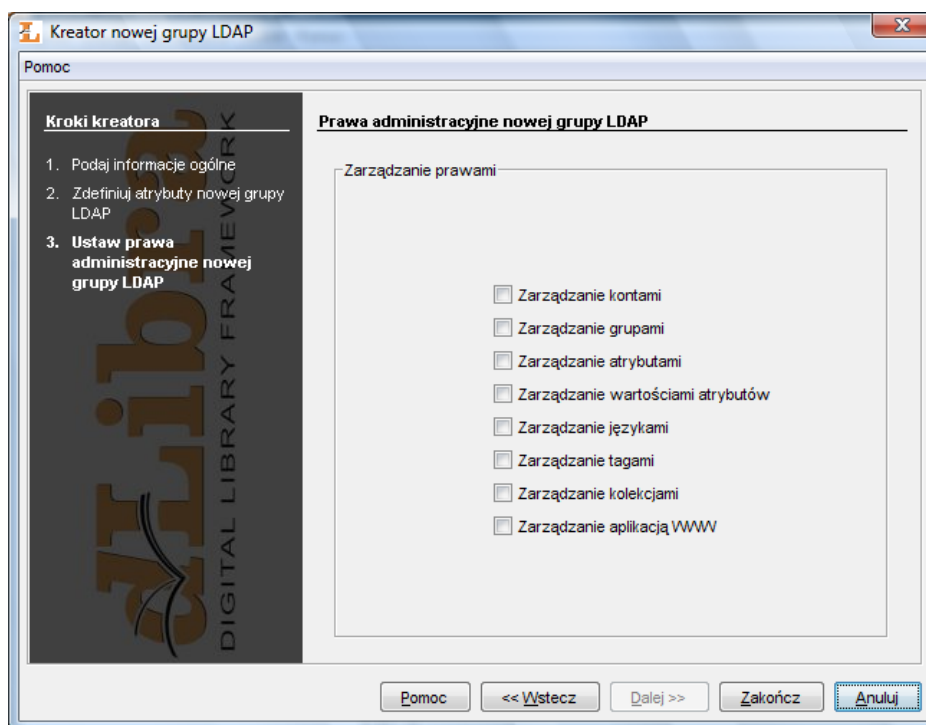 Kreator nowej grupy LDAP
Pomoc
Kroki kreatora
1. Podaj informacje ogólne
2. Zdefiniuj atrybuty nowej grupy
LDAP
3. Ustaw prawa
administracyjne nowej
grupy LDAP
dLibra
DIGITAL LIBRARY FRAMEWORK
Prawa administracyjne nowej grupy LDAP
Zarządzanie prawami
Zarządzanie kontami
Zarządzanie grupami
Zarządzanie atrybutami
Zarządzanie wartościami atrybutów
Zarządzanie językami
Zarządzanie tagami
Zarządzanie kolekcjami
Zarządzanie aplikacją WWW
Pomoc
<< Wstecz
Dalej >>
Zakończ
Anuluj